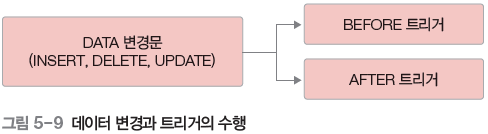 DATA 변경문
(INSERT, DELETE, UPDATE)
BEFORE 트리거
AFTER 트리거
그림 5-9 데이터 변경과 트리거의 수행